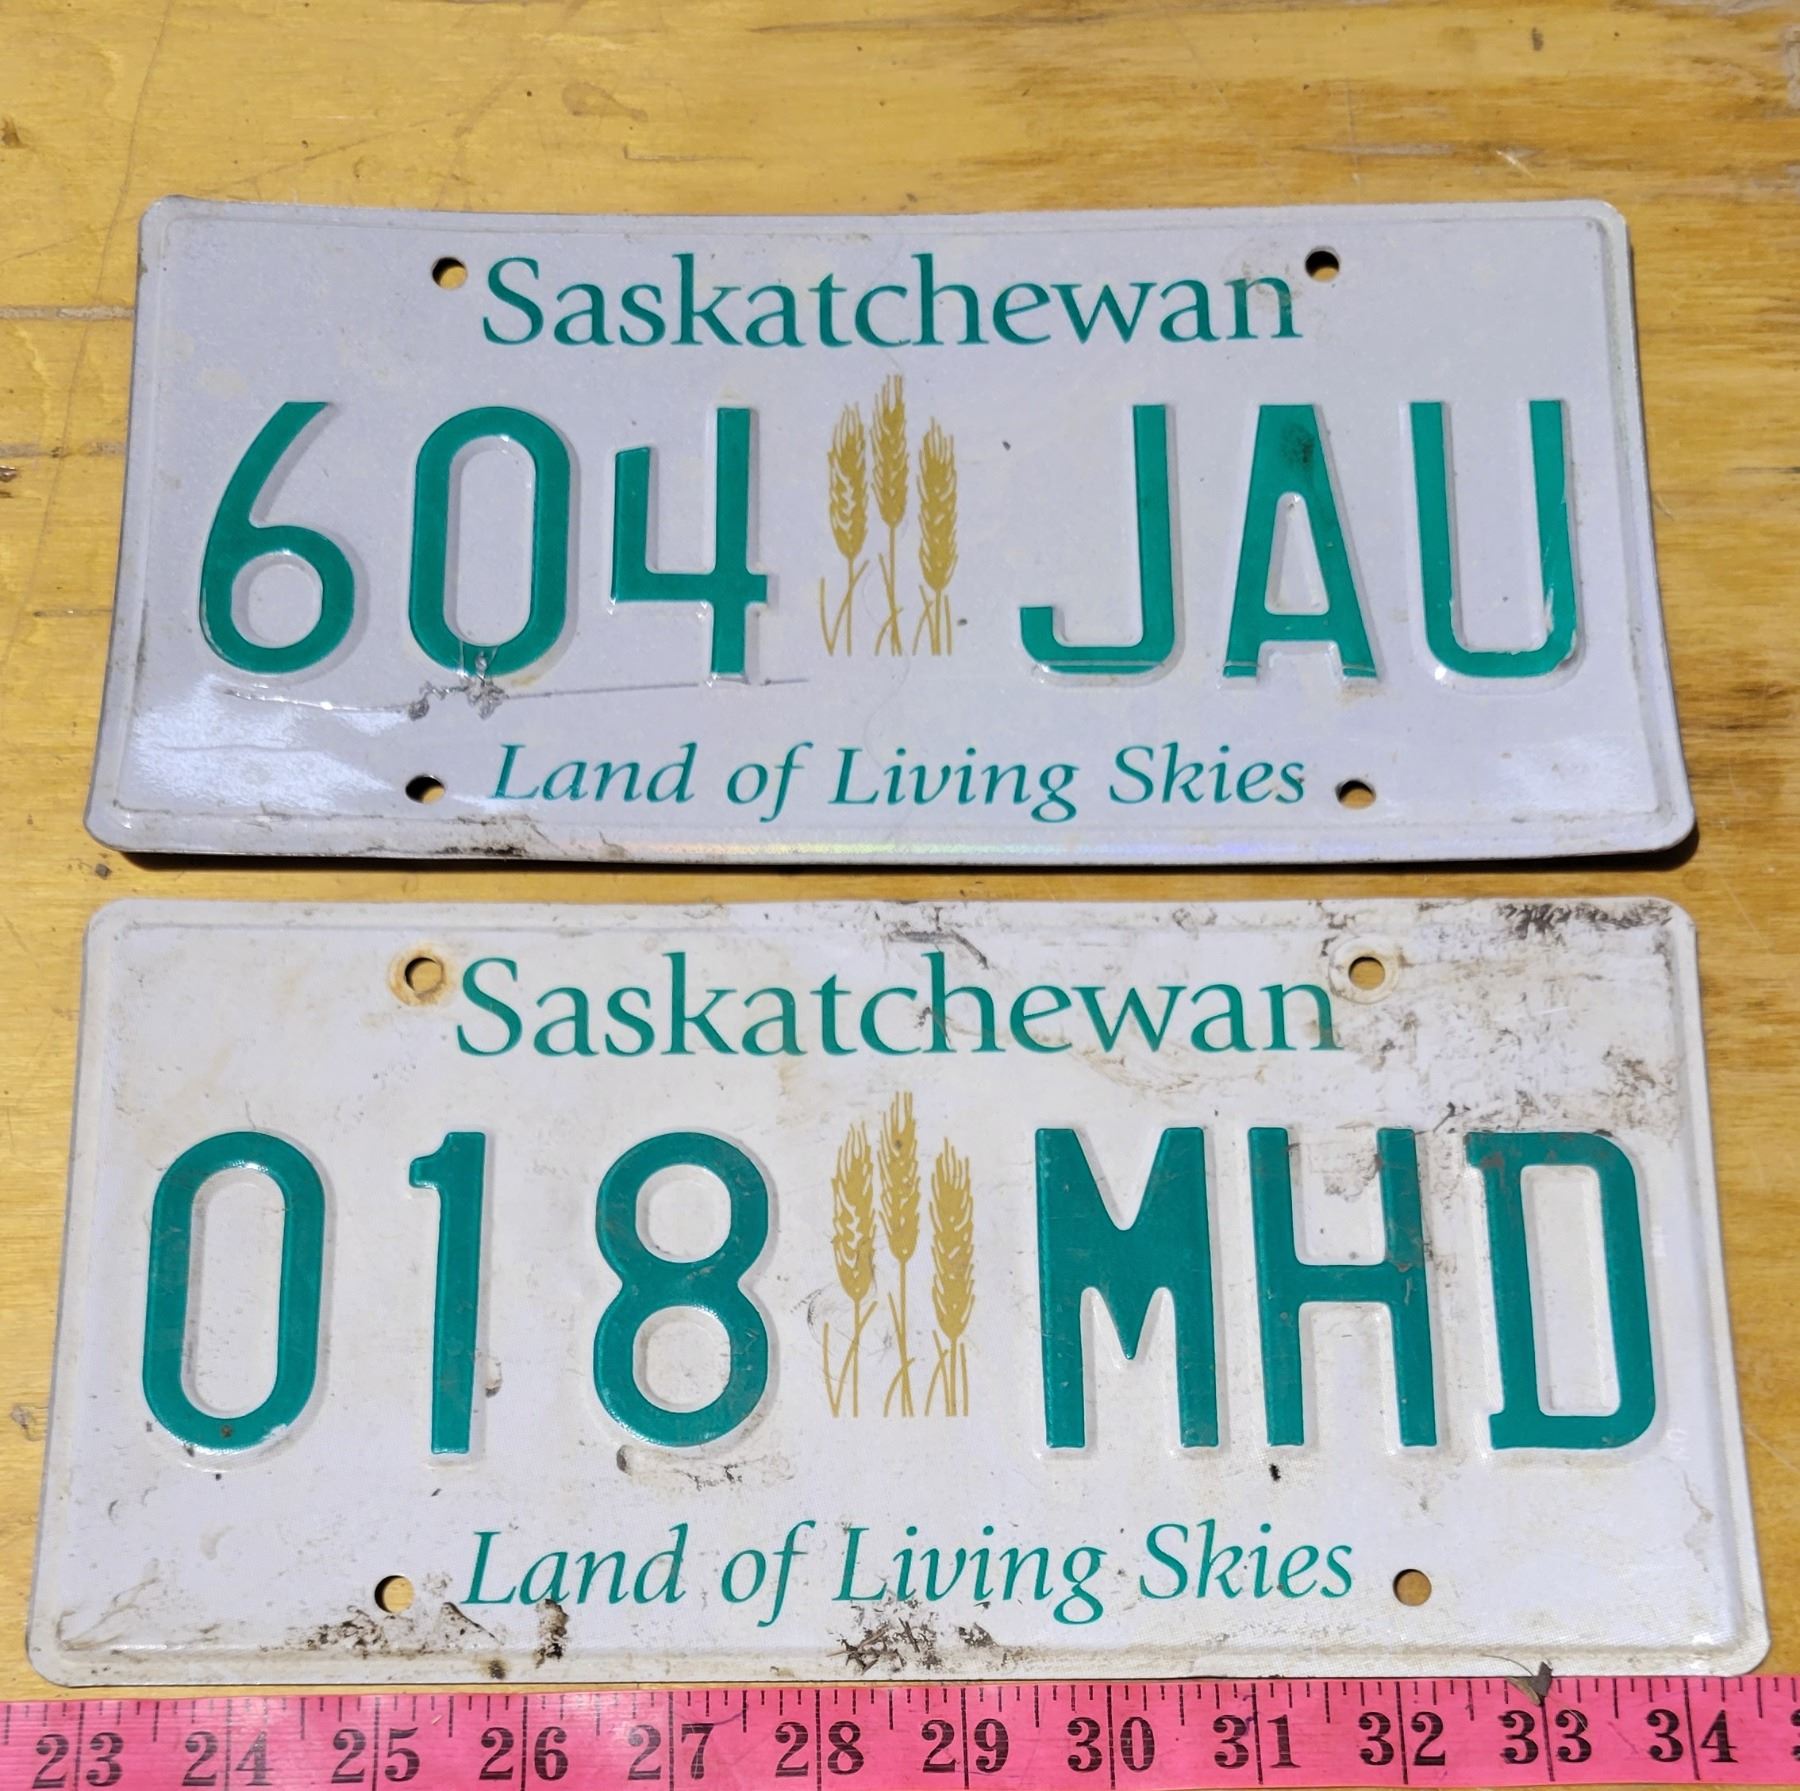 Saskatchewan
604 JAU
Land of Living Skies
Saskatchewan
018 MHD
Land of Living Skies
23 24 25 26 27 28 29 30 31 32 33 34